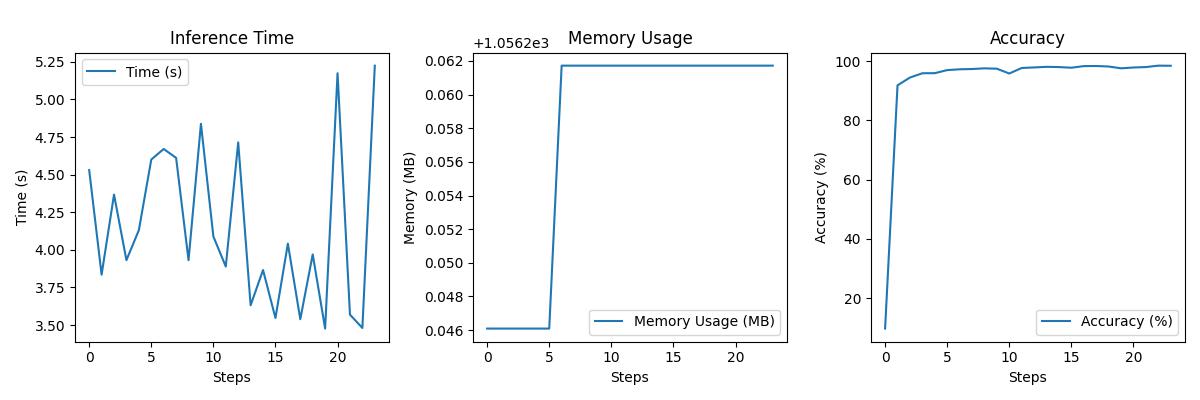 Inference Time
Time (s)
5.25
5.00
4.75
4.50
4.25
4.00
3.75
3.50
0 5 10 15 20
Steps
Time (s)
+1.0562e3
Memory Usage
0.062
0.060
0.058
0.056
0.054
0.052
0.050
0.048
0.046
0 5 10 15 20
Steps
Memory (MB)
Memory Usage (MB)
Accuracy
100
80
60
40
20
0 5 10 15 20
Steps
Accuracy (%)
Accuracy (%)